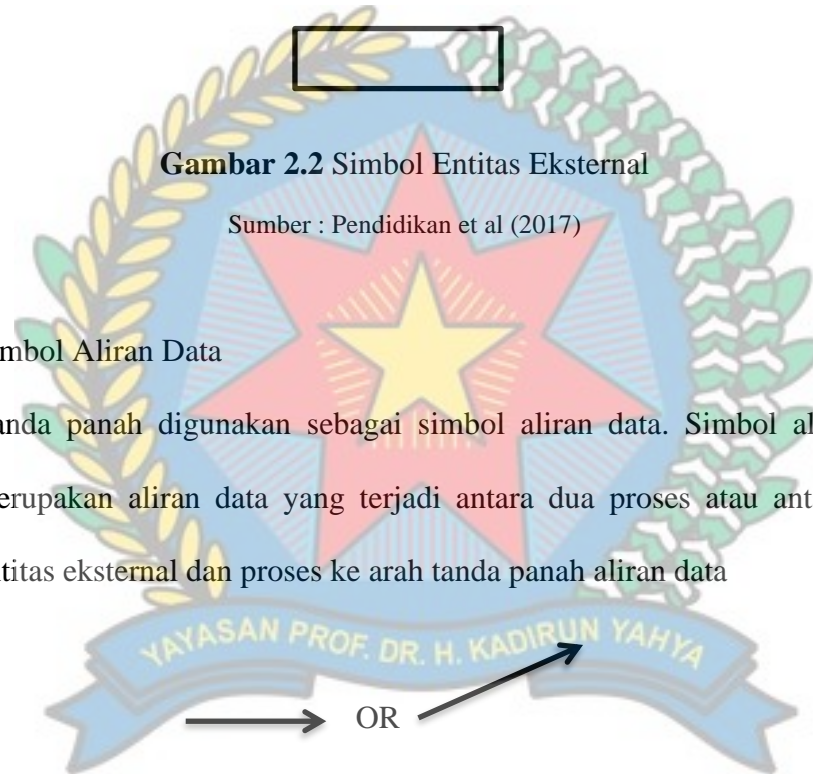 Gambar 2.2 Simbol Entitas Eksternal
Sumber : Pendidikan et al (2017)
mbol Aliran Data
anda panah digunakan sebagai simbol aliran data. Simbol al
erupakan aliran data yang terjadi antara dua proses atau ant
titas eksternal dan proses ke arah tanda panah aliran data
YAYASAN PROF. DR. H. KADIRUN YAHYA
OR